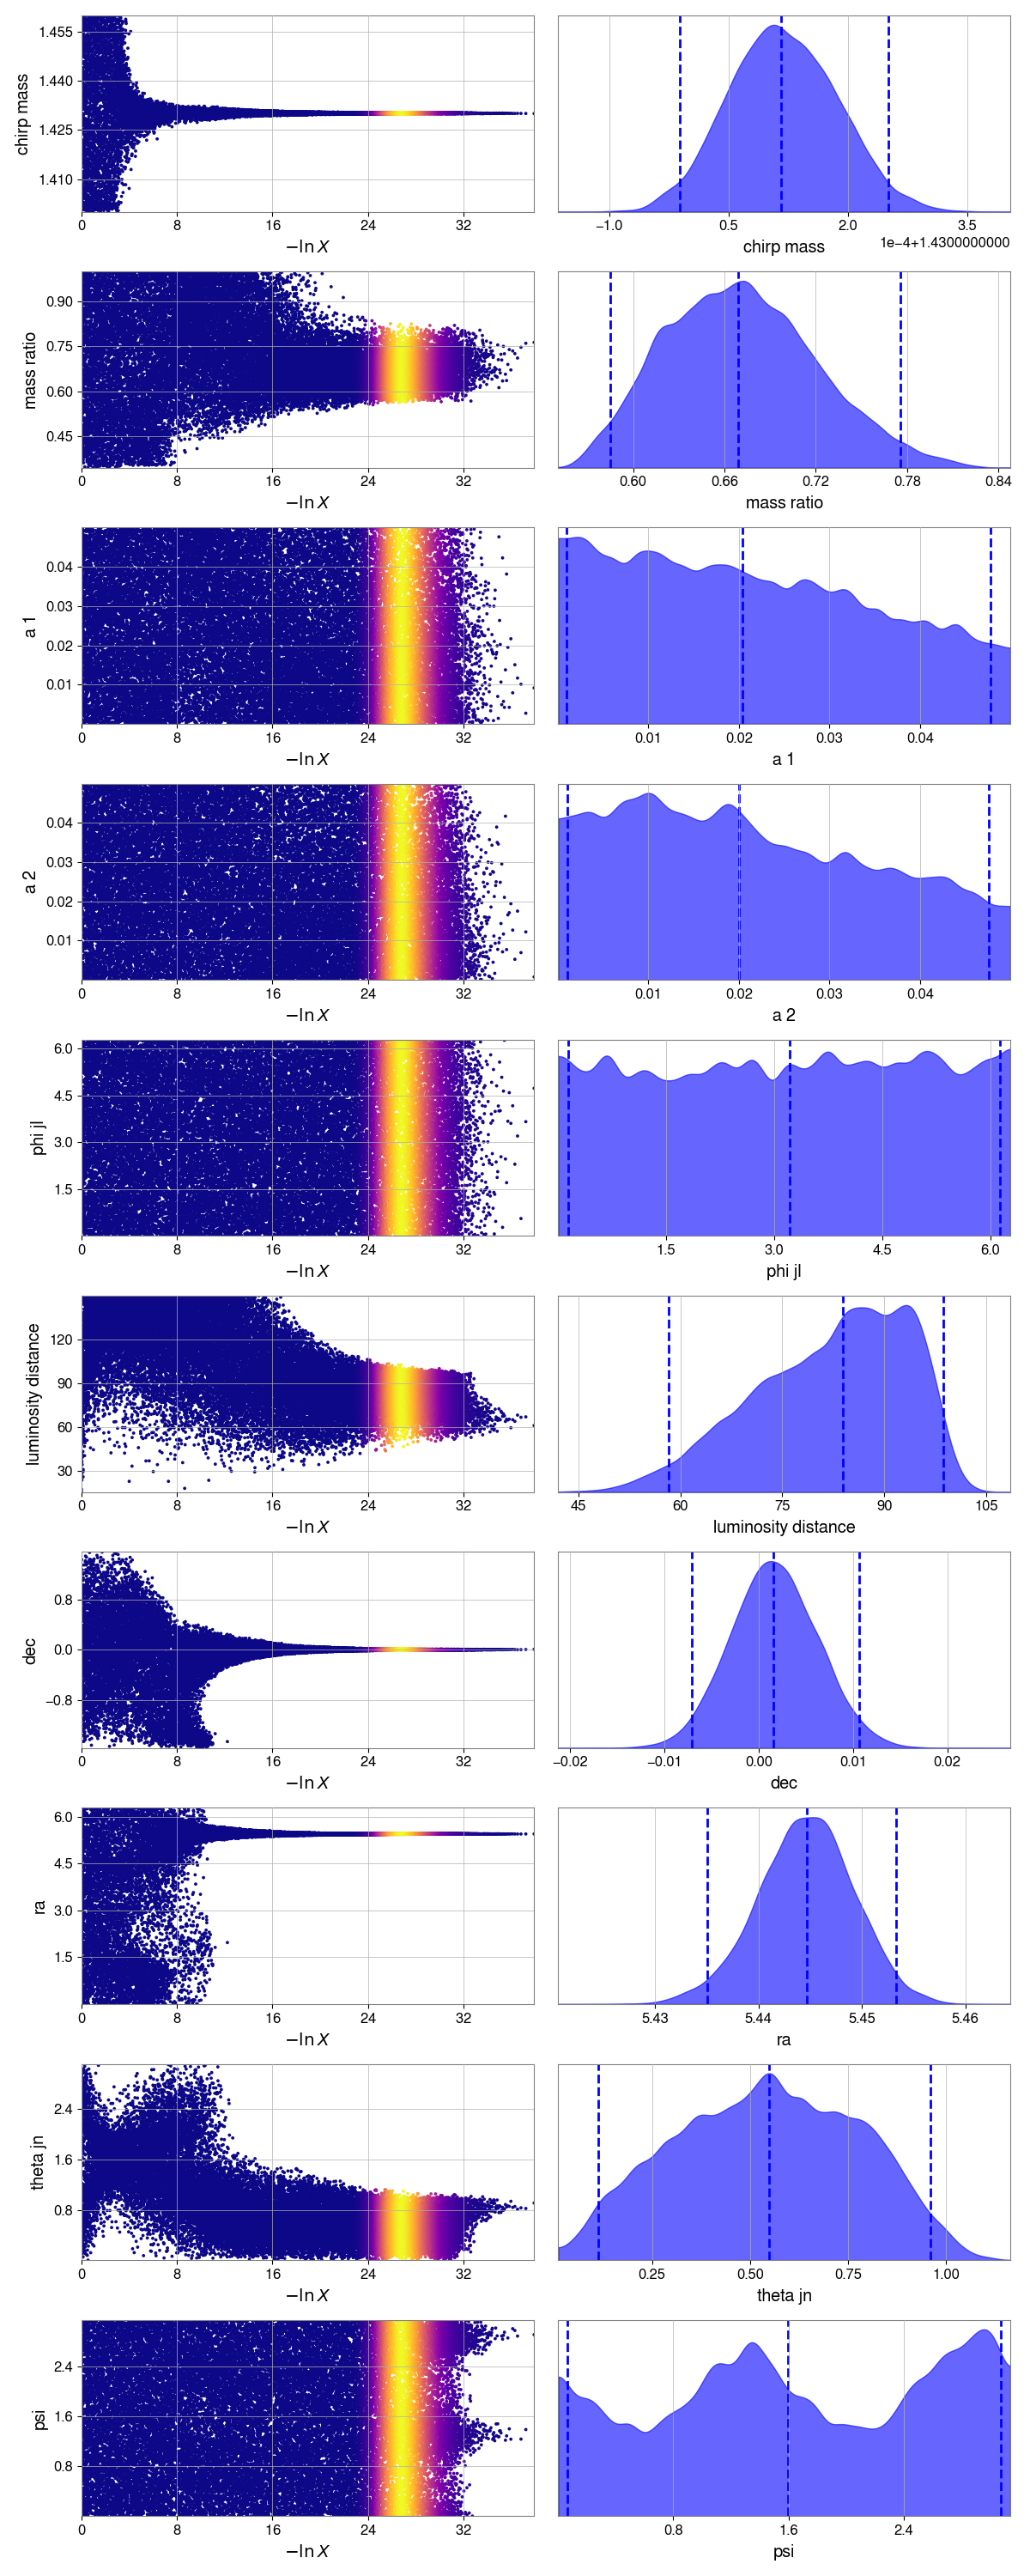 1.455
1.440
1.425
1.410
chirp mass
0 8 16 24 32
−ln X
−1.0 0.5 2.0 3.5
1e−4+1.4300000000
chirp mass
0.90
0.75
0.60
0.45
mass ratio
0 8 16 24 32
−ln X
0.60 0.66 0.72 0.78 0.84
mass ratio
0.04
0.03
0.02
0.01
a 1
0 8 16 24 32
−ln X
0.01 0.02 0.03 0.04
a 1
0.04
0.03
0.02
0.01
a 2
0 8 16 24 32
−ln X
0.01 0.02 0.03 0.04
a 2
6.0
4.5
3.0
1.5
phi jl
0 8 16 24 32
−ln X
1.5 3.0 4.5 6.0
phi jl
120
90
60
30
luminosity distance
0 8 16 24 32
−ln X
45 60 75 90 105
luminosity distance
0.8
0.0
−0.8
dec
0 8 16 24 32
−ln X
−0.02 −0.01 0.00 0.01 0.02
dec
6.0
4.5
3.0
1.5
ra
0 8 16 24 32
−ln X
5.43 5.44 5.45 5.46
ra
2.4
1.6
0.8
theta jn
0 8 16 24 32
−ln X
0.25 0.50 0.75 1.00
theta jn
2.4
1.6
0.8
psi
0 8 16 24 32
−ln X
0.8 1.6 2.4
psi